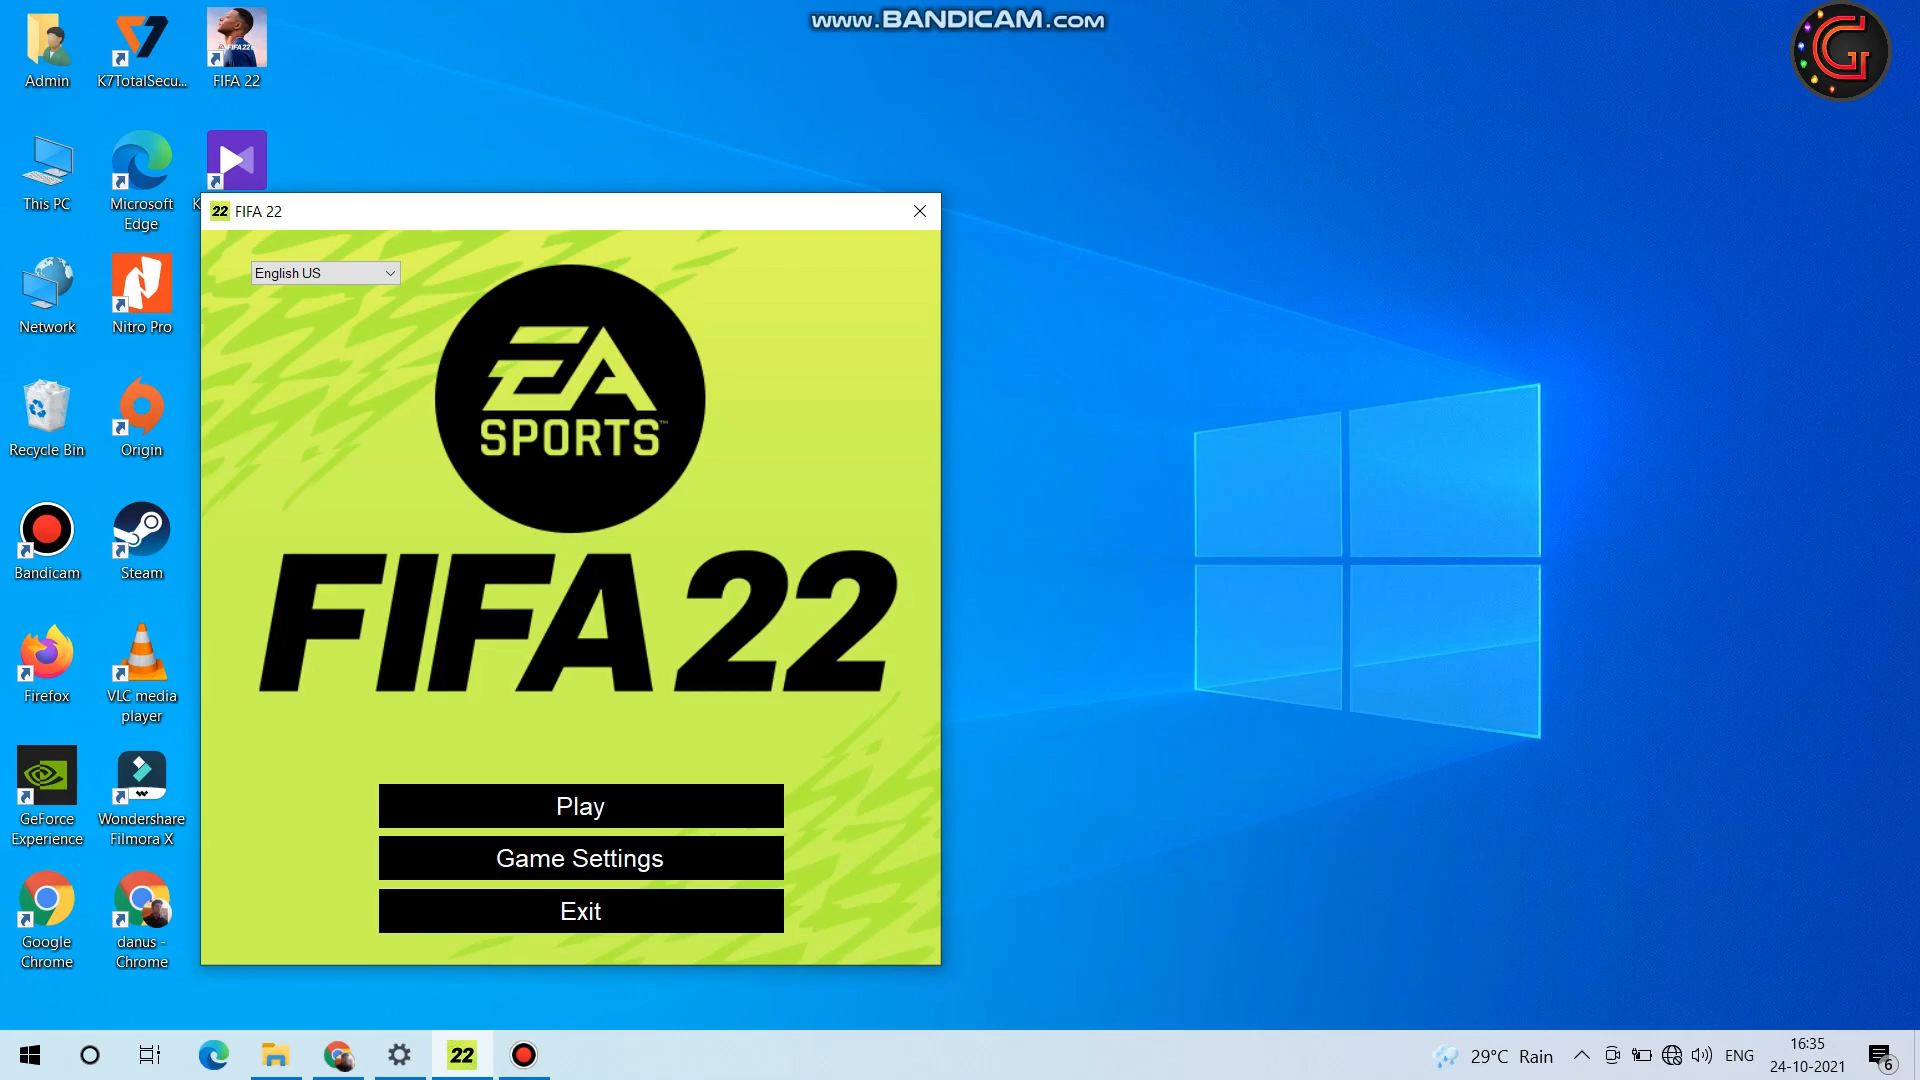 www.BANDICAM.com
G
Admin
K7TotalSecu...
FIFA 22
This PC
Microsoft
Edge
K
Network
Nitro Pro
Recycle Bin
Origin
Bandicam
Steam
Firefox
VLC media
player
GeForce
Experience
Wondershare
Filmora X
Google
Chrome
danus -
Chrome
22 FIFA 22
English US
EA
SPORTS™
FIFA 22
Play
Game Settings
Exit
22
29°C Rain
ENG
16:35
24-10-2021
6